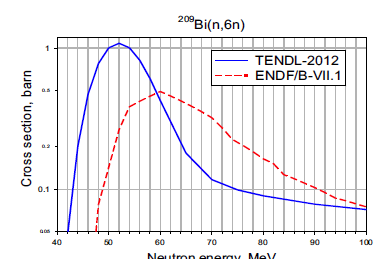 ²⁰⁹Bi(n,6n)
TENDL-2012
ENDF/B-VII.1
Cross section, barn
1
0.5
0.2
0.1
0.05
40 50 60 70 80 90 100
Neutron energy, MeV